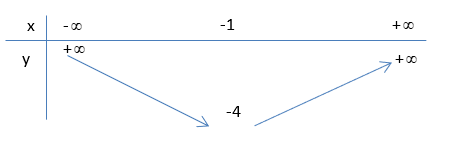 x -∞ -1 +∞
y +∞ +∞
-4